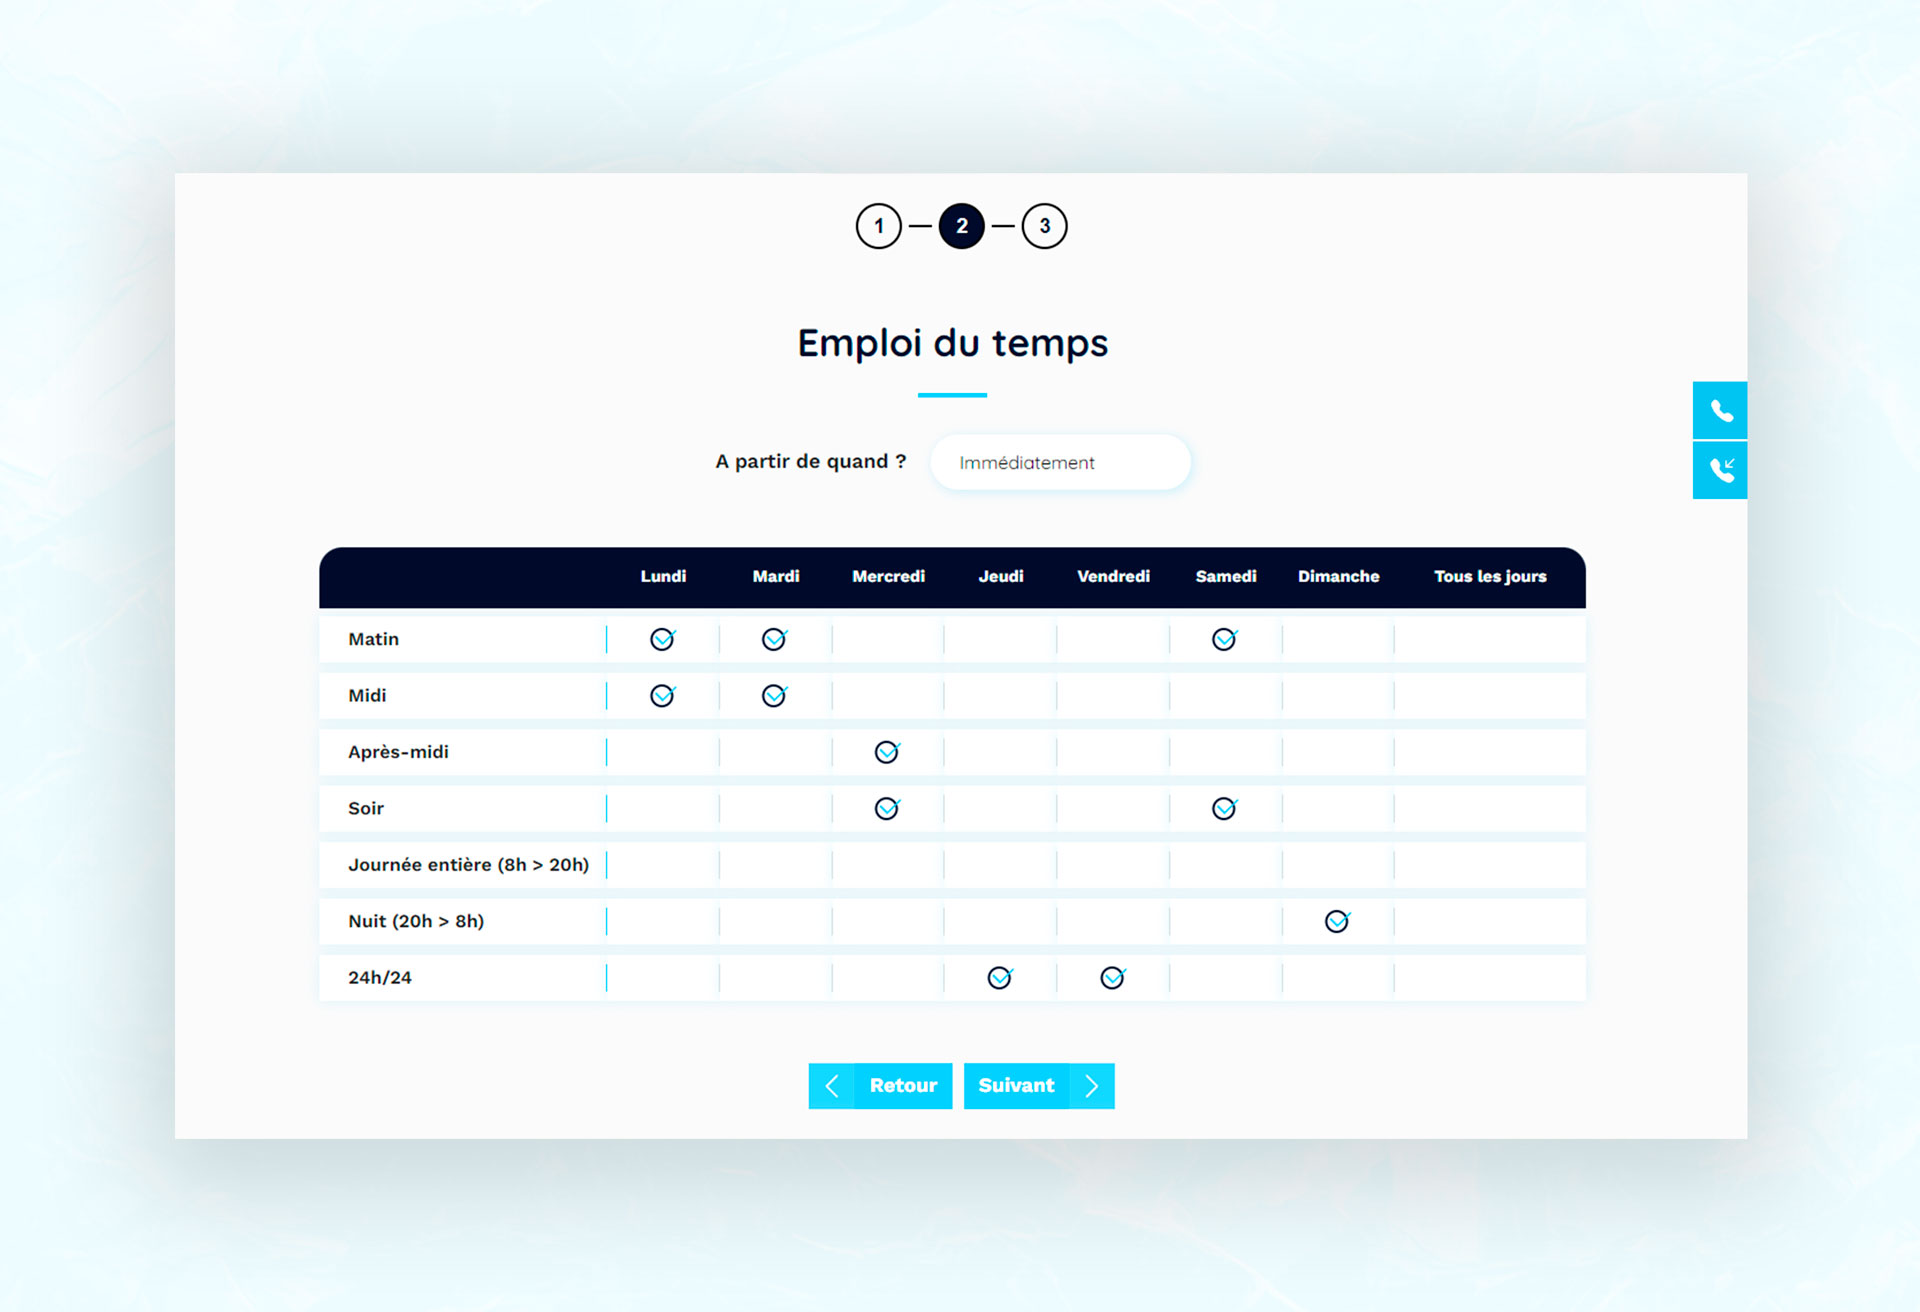 1 2 3
Emploi du temps
A partir de quand ? Immédiatement
Lundi Mardi Mercredi Jeudi Vendredi Samedi Dimanche Tous les jours
Matin
Midi
Après-midi
Soir
Journée entière (8h > 20h)
Nuit (20h > 8h)
24h/24
Retour Suivant